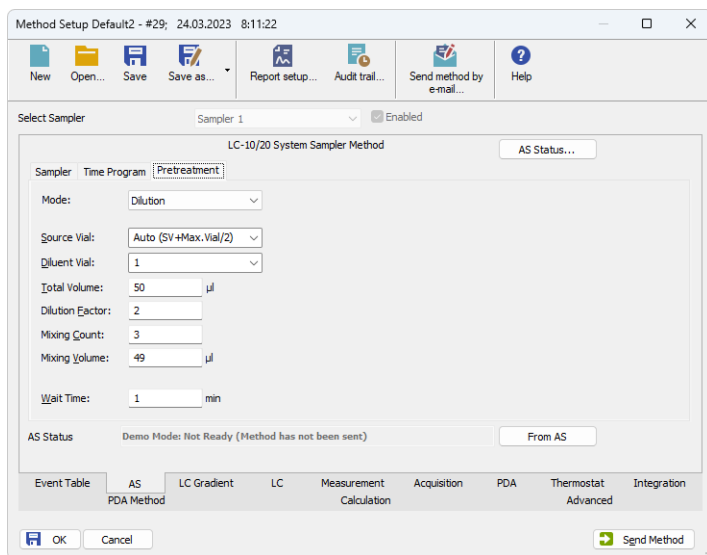 Method Setup Default2 - #29; 24.03.2023 8:11:22
New Open... Save Save as... Report setup... Audit trail... Send method by e-mail... Help
Select Sampler Sampler 1 Enabled
LC-10/20 System Sampler Method AS Status...
Sampler Time Program Pretreatment
Mode: Dilution
Source Vial: Auto (SV+Max.Vial/2)
Diluent Vial: 1
Total Volume: 50 µl
Dilution Factor: 2
Mixing Count: 3
Mixing Volume: 49 µl
Wait Time: 1 min
AS Status Demo Mode: Not Ready (Method has not been sent) From AS
Event Table AS LC Gradient LC Measurement Acquisition PDA Thermostat Integration
PDA Method Calculation Advanced
OK Cancel Send Method